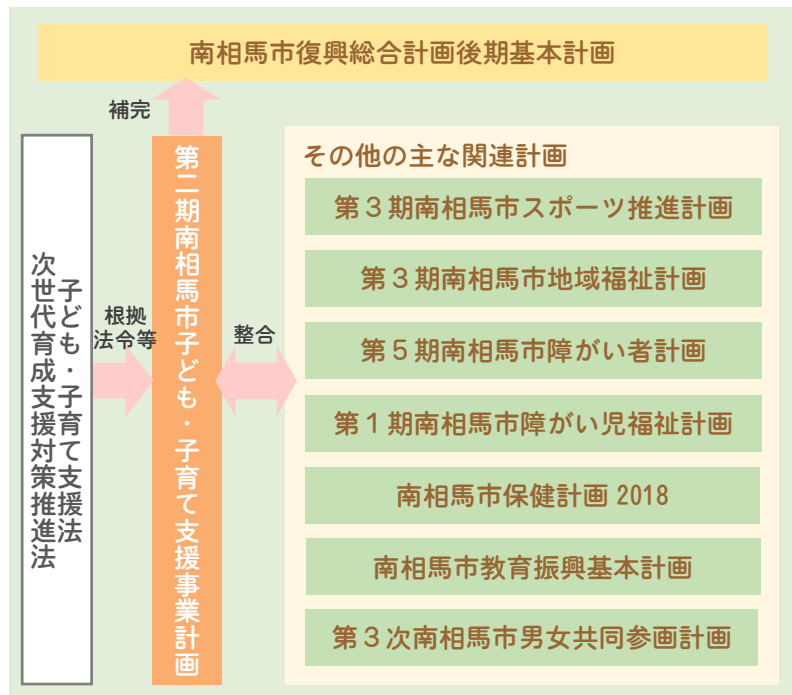 南相馬市復興総合計画後期基本計画
補完
子ども・子育て支援法
次世代育成支援対策推進法
根拠
法令等
第二期南相馬市子ども・子育て支援事業計画
整合
その他の主な関連計画
第３期南相馬市スポーツ推進計画
第３期南相馬市地域福祉計画
第５期南相馬市障がい者計画
第１期南相馬市障がい児福祉計画
南相馬市保健計画 2018
南相馬市教育振興基本計画
第３次南相馬市男女共同参画計画